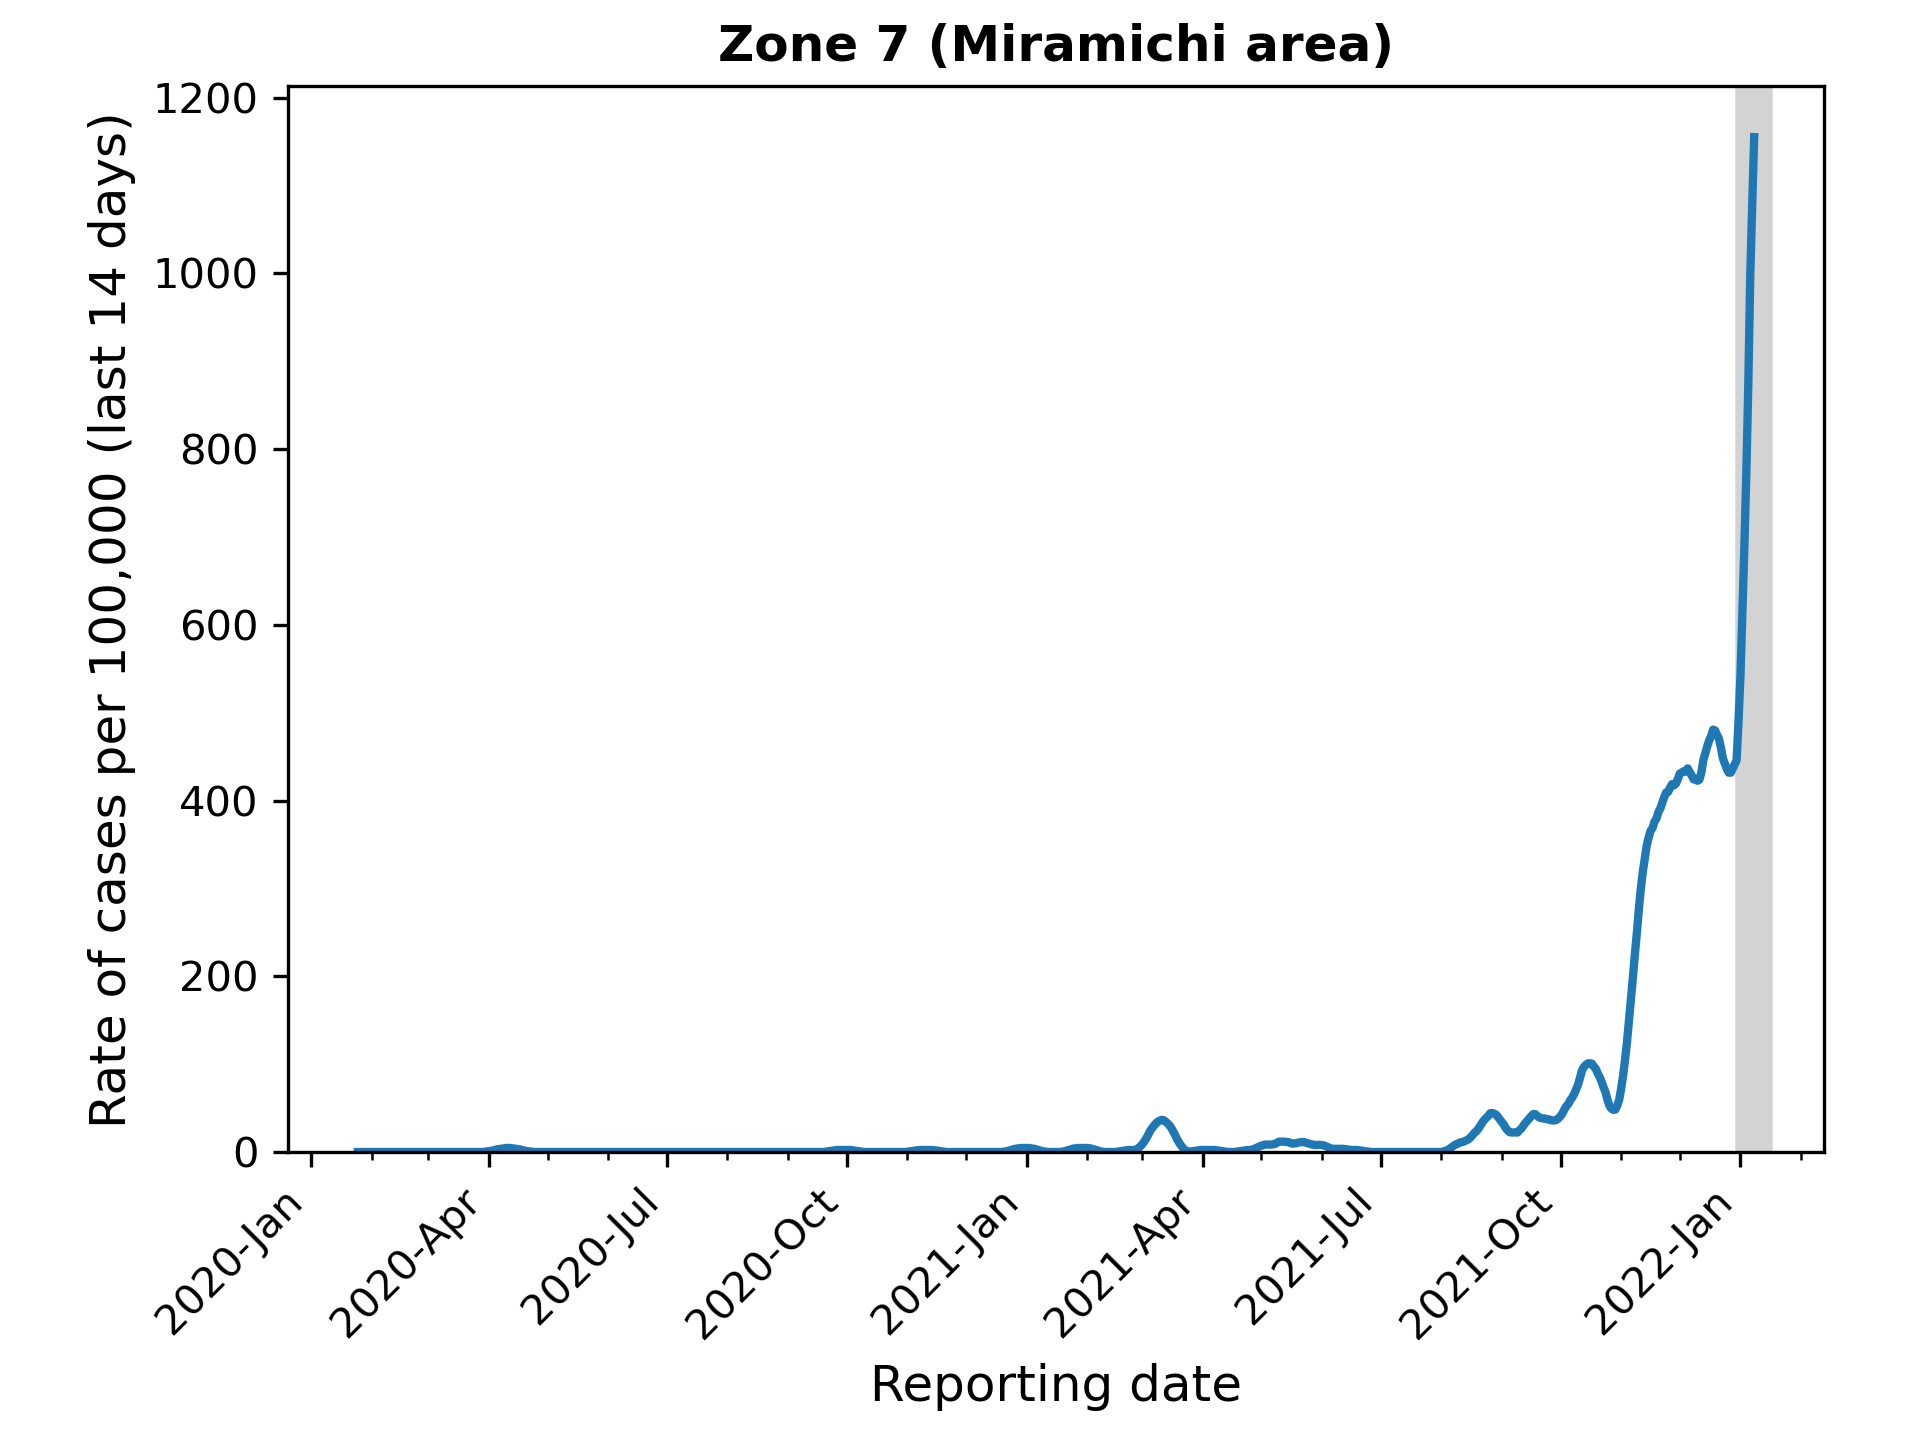 Zone 7 (Miramichi area)
Rate of cases per 100,000 (last 14 days)
1200
1000
800
600
400
200
0
2020-Jan
2020-Apr
2020-Jul
2020-Oct
2021-Jan
2021-Apr
2021-Jul
2021-Oct
2022-Jan
Reporting date